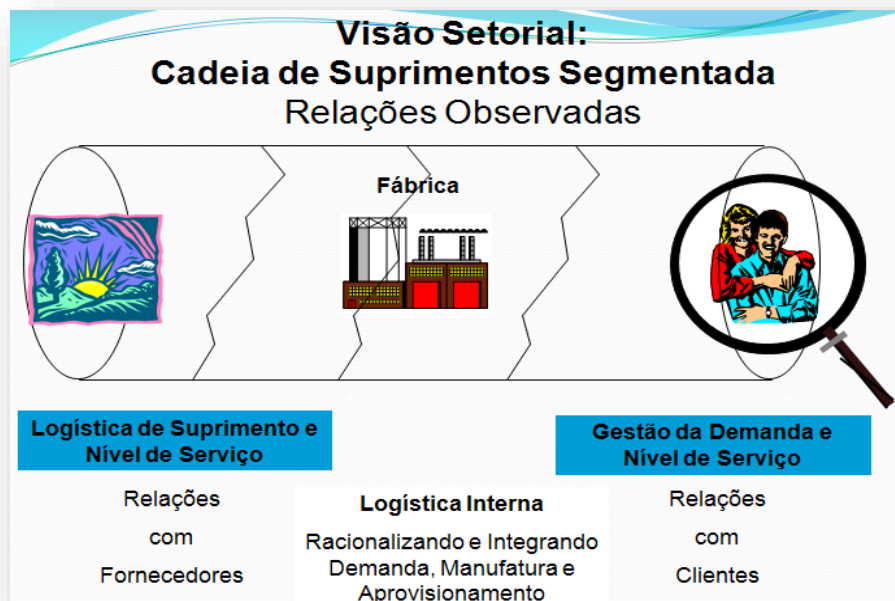 Visão Setorial:
Cadeia de Suprimentos Segmentada
Relações Observadas
Fábrica
Logística de Suprimento e
Nível de Serviço
Relações
com
Fornecedores
Logística Interna
Racionalizando e Integrando
Demanda, Manufatura e
Aprovisionamento
Gestão da Demanda e
Nível de Serviço
Relações
com
Clientes